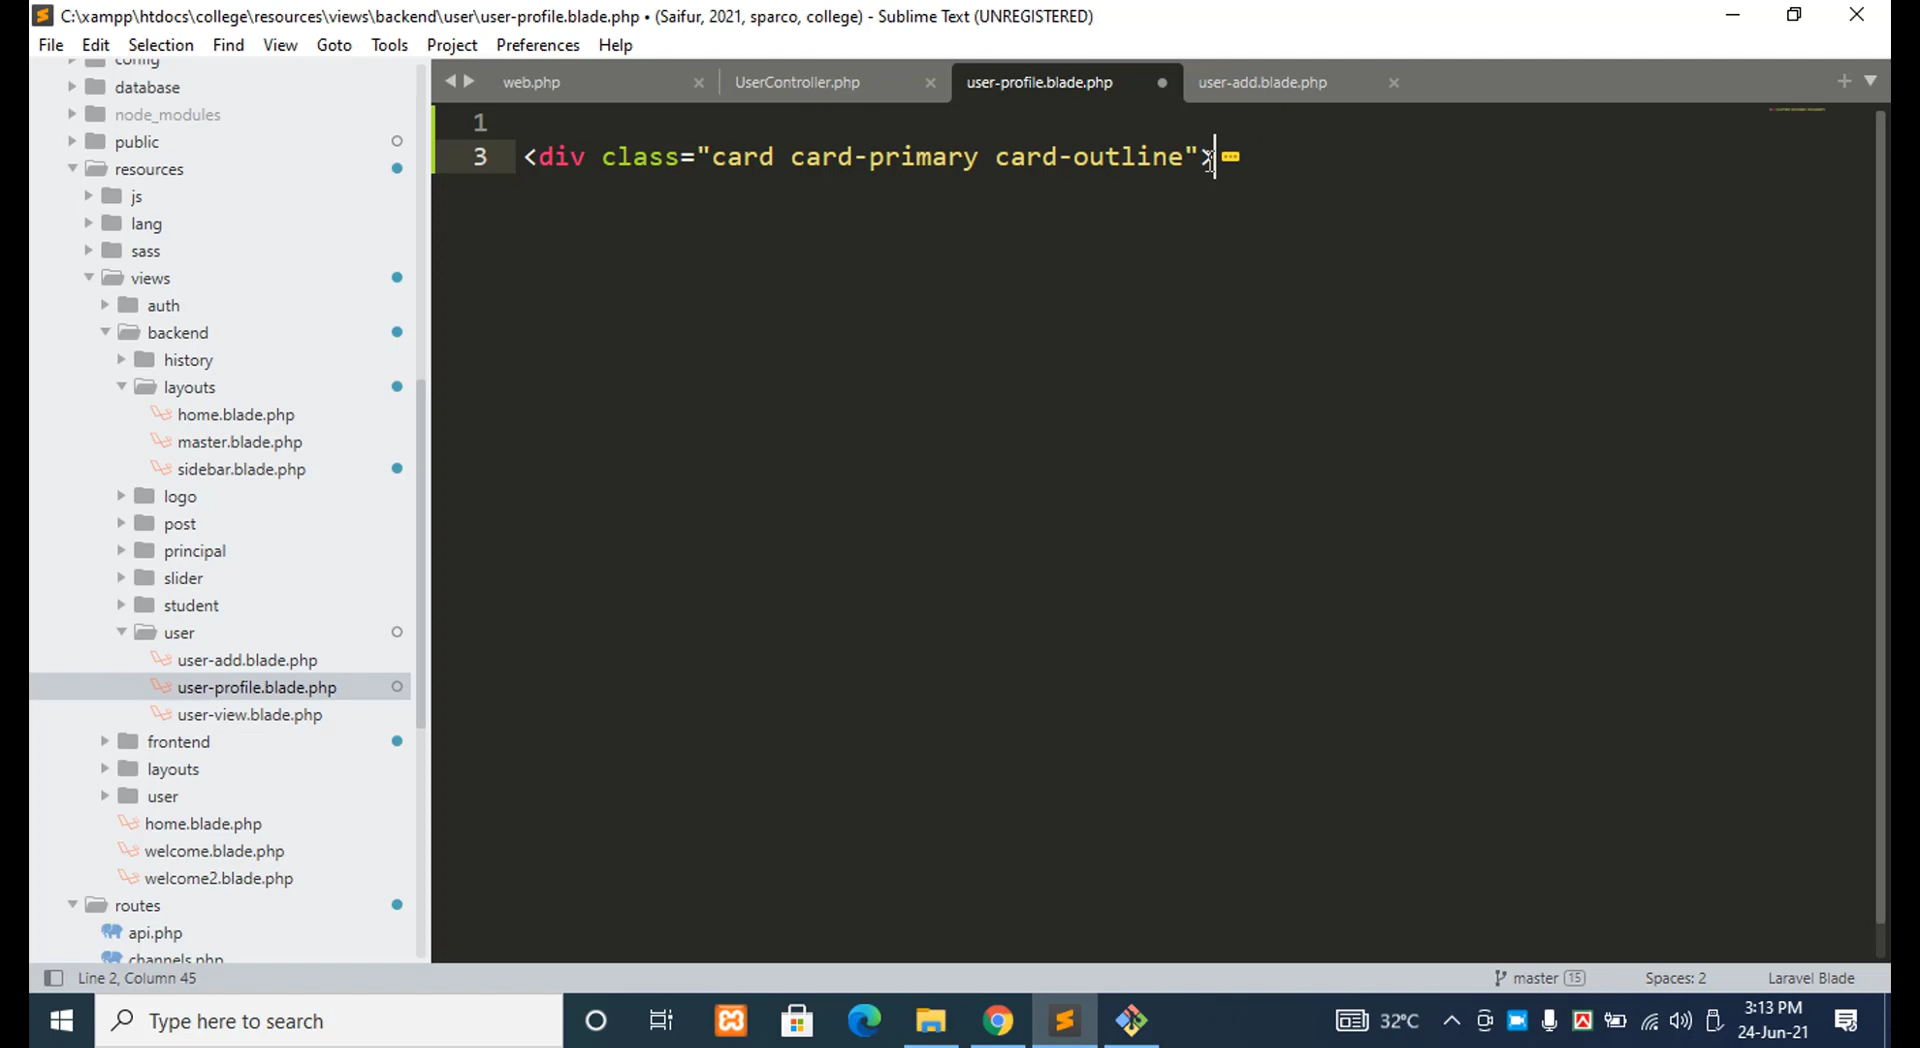 C:\xampp\htdocs\college\resources\views\backend\user\user-profile.blade.php • (Saifur, 2021, sparco, college) - Sublime Text (UNREGISTERED)
File Edit Selection Find View Goto Tools Project Preferences Help
web.php UserController.php user-profile.blade.php user-add.blade.php
config
database
node_modules
public
resources
js
lang
sass
views
auth
backend
history
layouts
home.blade.php
master.blade.php
sidebar.blade.php
logo
post
principal
slider
student
user
user-add.blade.php
user-profile.blade.php
user-view.blade.php
frontend
layouts
user
home.blade.php
welcome.blade.php
welcome2.blade.php
routes
api.php
channels.php
1
3 <div class="card card-primary card-outline">
Line 2, Column 45 master 15 Spaces: 2 Laravel Blade
Type here to search 32°C 3:13 PM
24-Jun-21